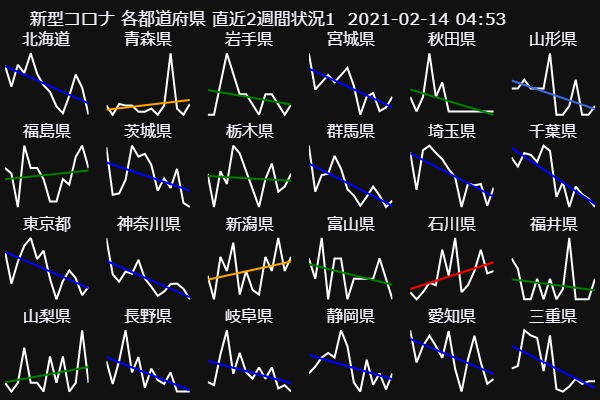 新型コロナ 各都道府県 直近2週間状況1 2021-02-14 04:53
北海道 青森県 岩手県 宮城県 秋田県 山形県
福島県 茨城県 栃木県 群馬県 埼玉県 千葉県
東京都 神奈川県 新潟県 富山県 石川県 福井県
山梨県 長野県 岐阜県 静岡県 愛知県 三重県